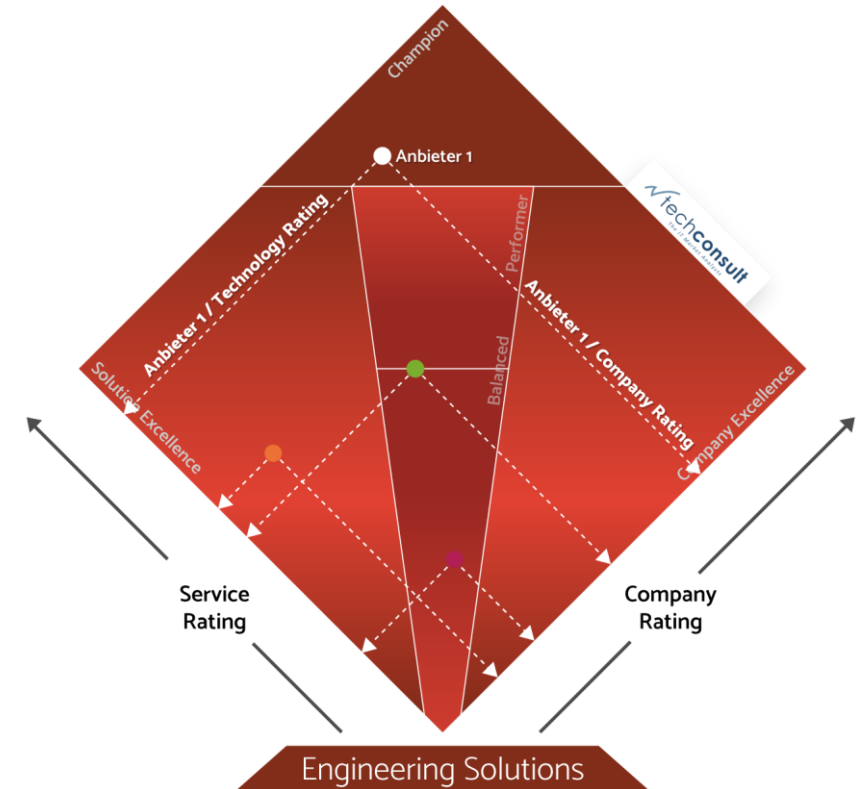 Champion
Anbieter 1
techconsult
The IT Market Analysts
Performer
Anbieter 1 / Technology Rating
Anbieter 1 / Company Rating
Balanced
Solution Excellence
Company Excellence
Service
Rating
Company
Rating
Engineering Solutions